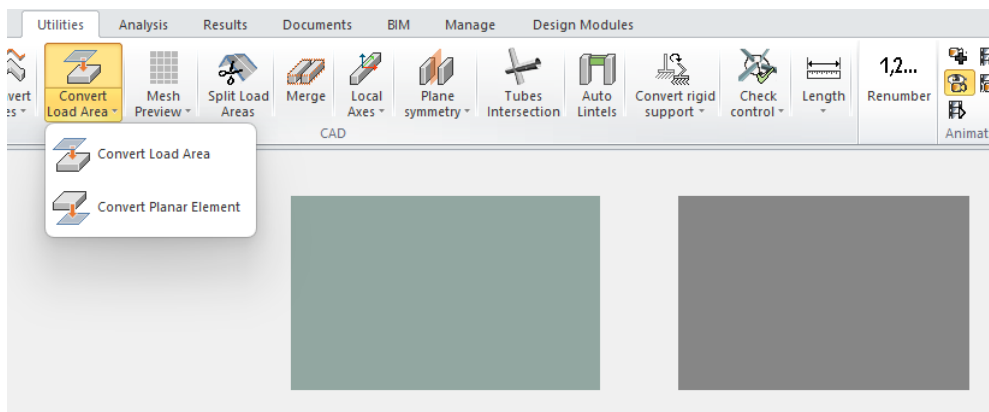 Utilities Analysis Results Documents BIM Manage Design Modules
Convert Load Area
Mesh Preview
Split Load Areas
Merge
Local Axes
Plane symmetry
Tubes Intersection
Auto Lintels
Convert rigid support
Check control
Length
1,2...
Renumber
CAD
Convert Load Area
Convert Planar Element